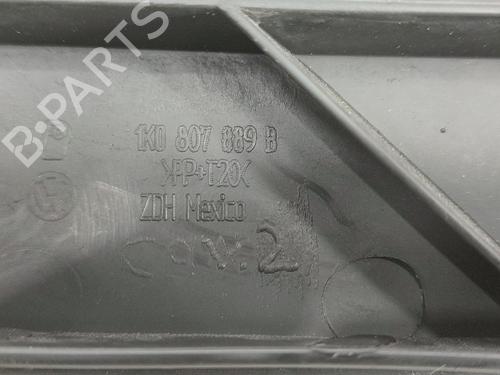 B-PARTS
1K0 807 889 B
>PP+T20<
ZDH Mexico
Cav. 2